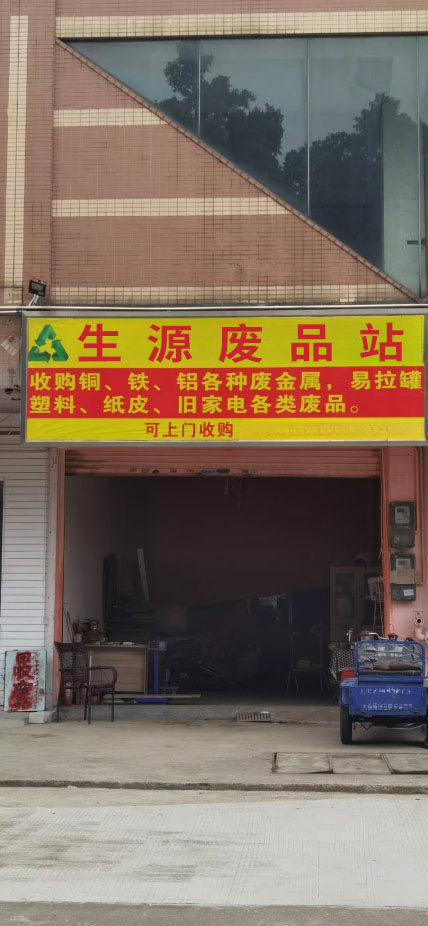 生源废品站
收购铜、铁、铝各种废金属，易拉罐
塑料、纸皮、旧家电各类废品。
可上门收购